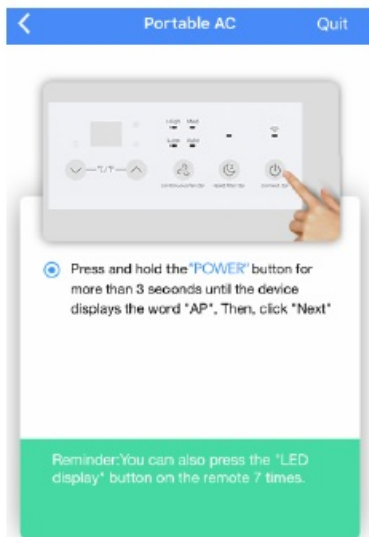 Portable AC Quit
Press and hold the"POWER" button for
more than 3 seconds until the device
displays the word "AP", Then, click "Next"
Reminder:You can also press the "LED
display" button on the remote 7 times.